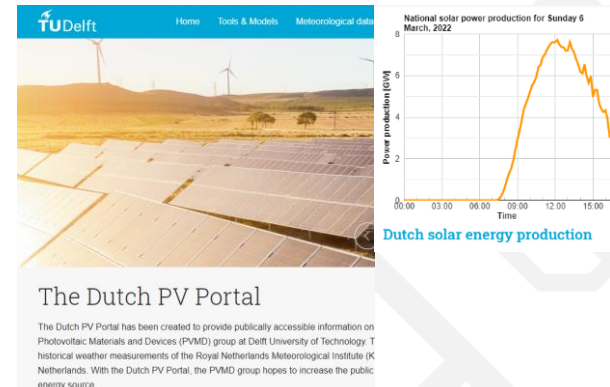 TUDelft
Home Tools & Models Meteorological data
The Dutch PV Portal
The Dutch PV Portal has been created to provide publically accessible information on
Photovoltaic Materials and Devices (PVMD) group at Delft University of Technology. T
historical weather measurements of the Royal Netherlands Meteorological Institute (K
Netherlands. With the Dutch PV Portal, the PVMD group hopes to increase the public
energy source.
National solar power production for Sunday 6
March, 2022
Power production [GW]
8
6
4
2
0
00:00 03:00 06:00 09:00 12:00 15:00
Time
Dutch solar energy production